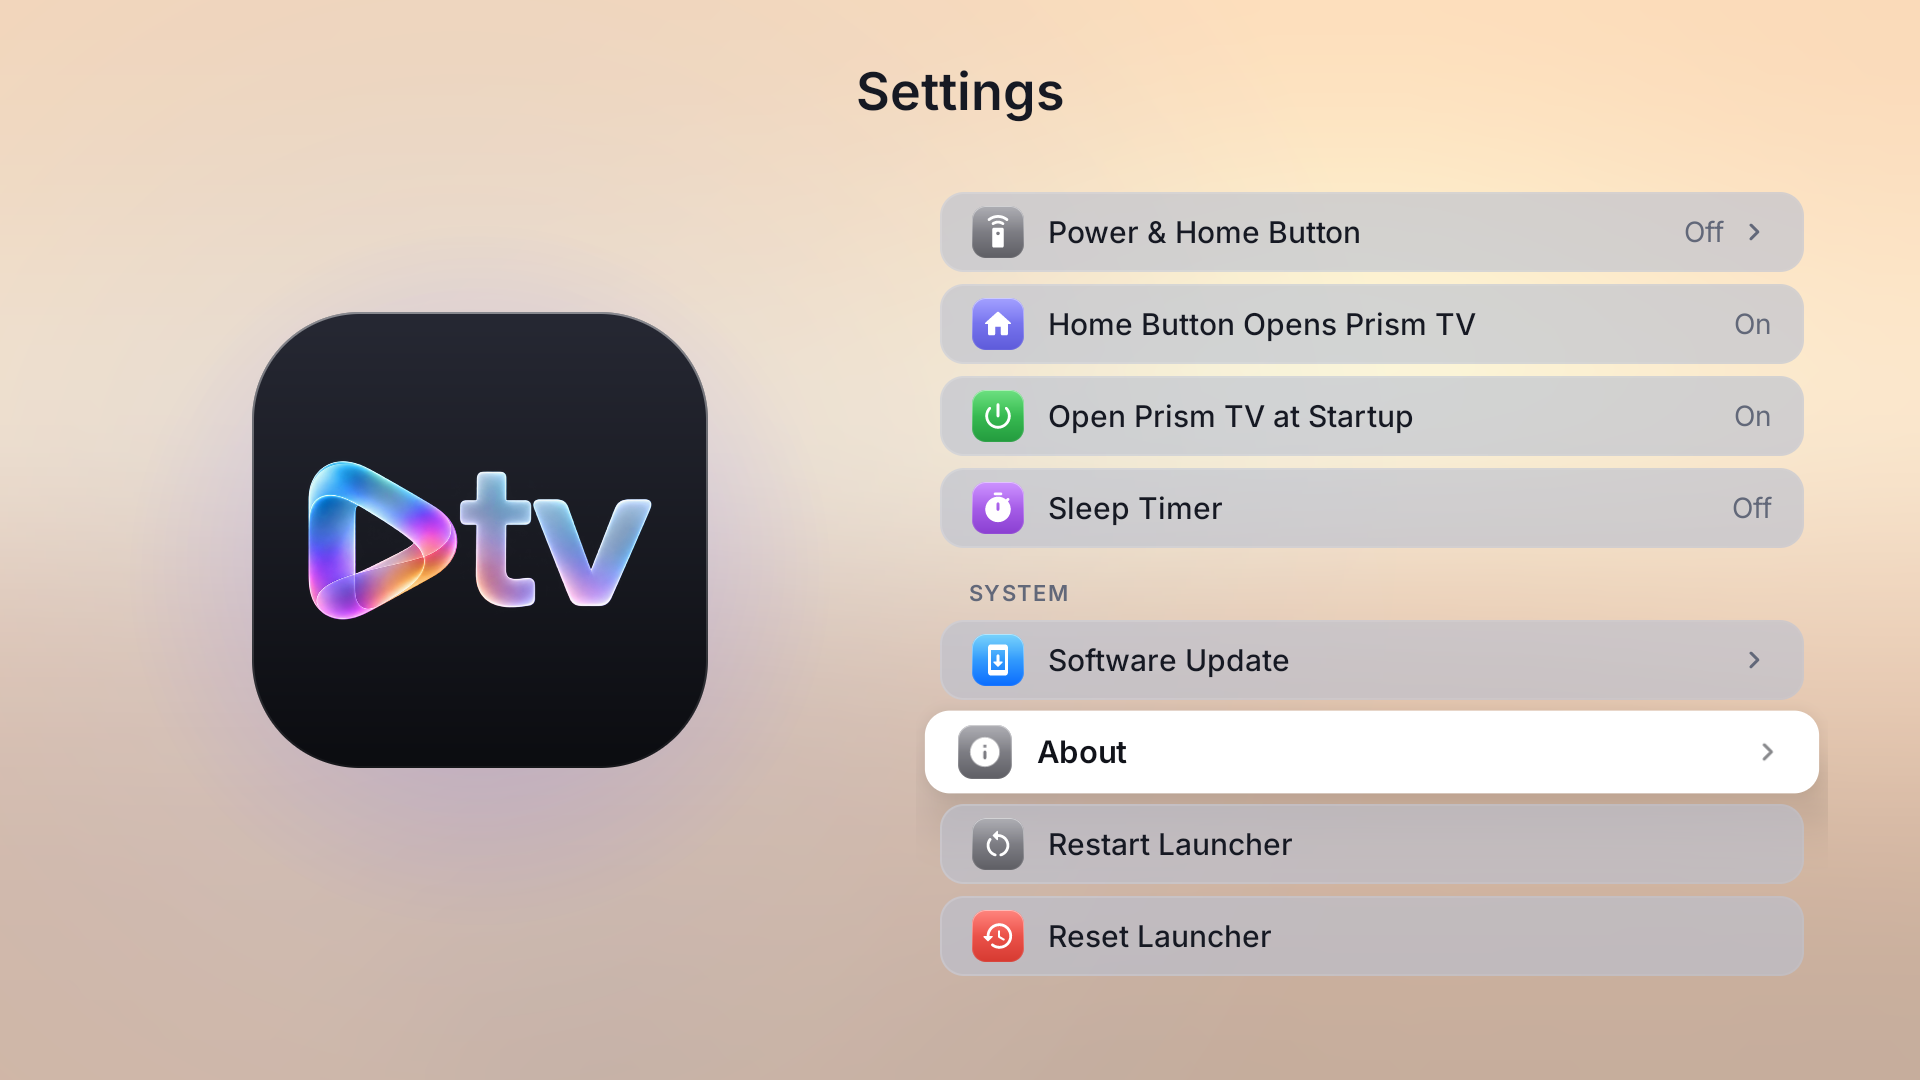 Settings
tv
Power & Home Button Off
Home Button Opens Prism TV On
Open Prism TV at Startup On
Sleep Timer Off
SYSTEM
Software Update
About
Restart Launcher
Reset Launcher